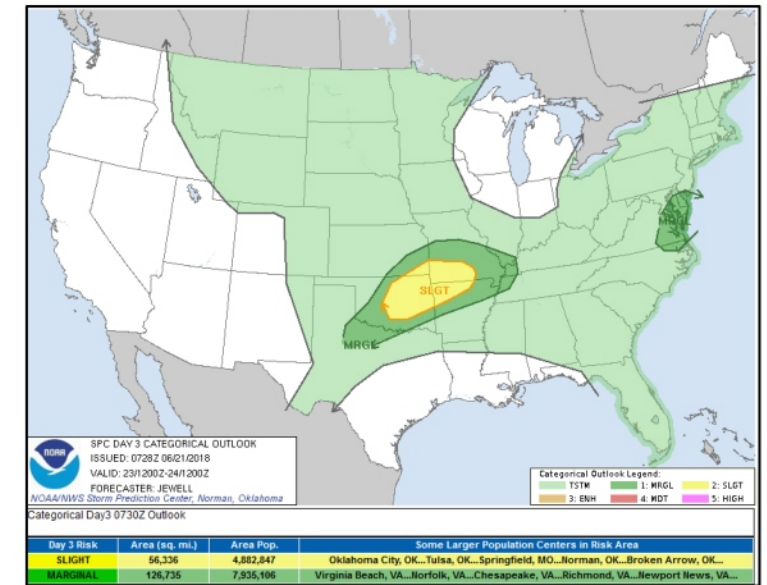 MRGL
SLGT
MRGL
NOAA
SPC DAY 3 CATEGORICAL OUTLOOK
ISSUED: 0728Z 06/21/2018
VALID: 23/1200Z-24/1200Z
FORECASTER: JEWELL
NOAA/NWS Storm Prediction Center, Norman, Oklahoma
Categorical Outlook Legend:
TSTM 1: MRGL 2: SLGT
3: ENH 4: MDT 5: HIGH
Categorical Day3 0730Z Outlook
Day 3 Risk Area (sq. mi.) Area Pop. Some Larger Population Centers in Risk Area
SLIGHT 56,336 4,882,847 Oklahoma City, OK...Tulsa, OK...Springfield, MO...Norman, OK...Broken Arrow, OK...
MARGINAL 126,735 7,935,106 Virginia Beach, VA...Norfolk, VA...Chesapeake, VA...Richmond, VA...Newport News, VA...